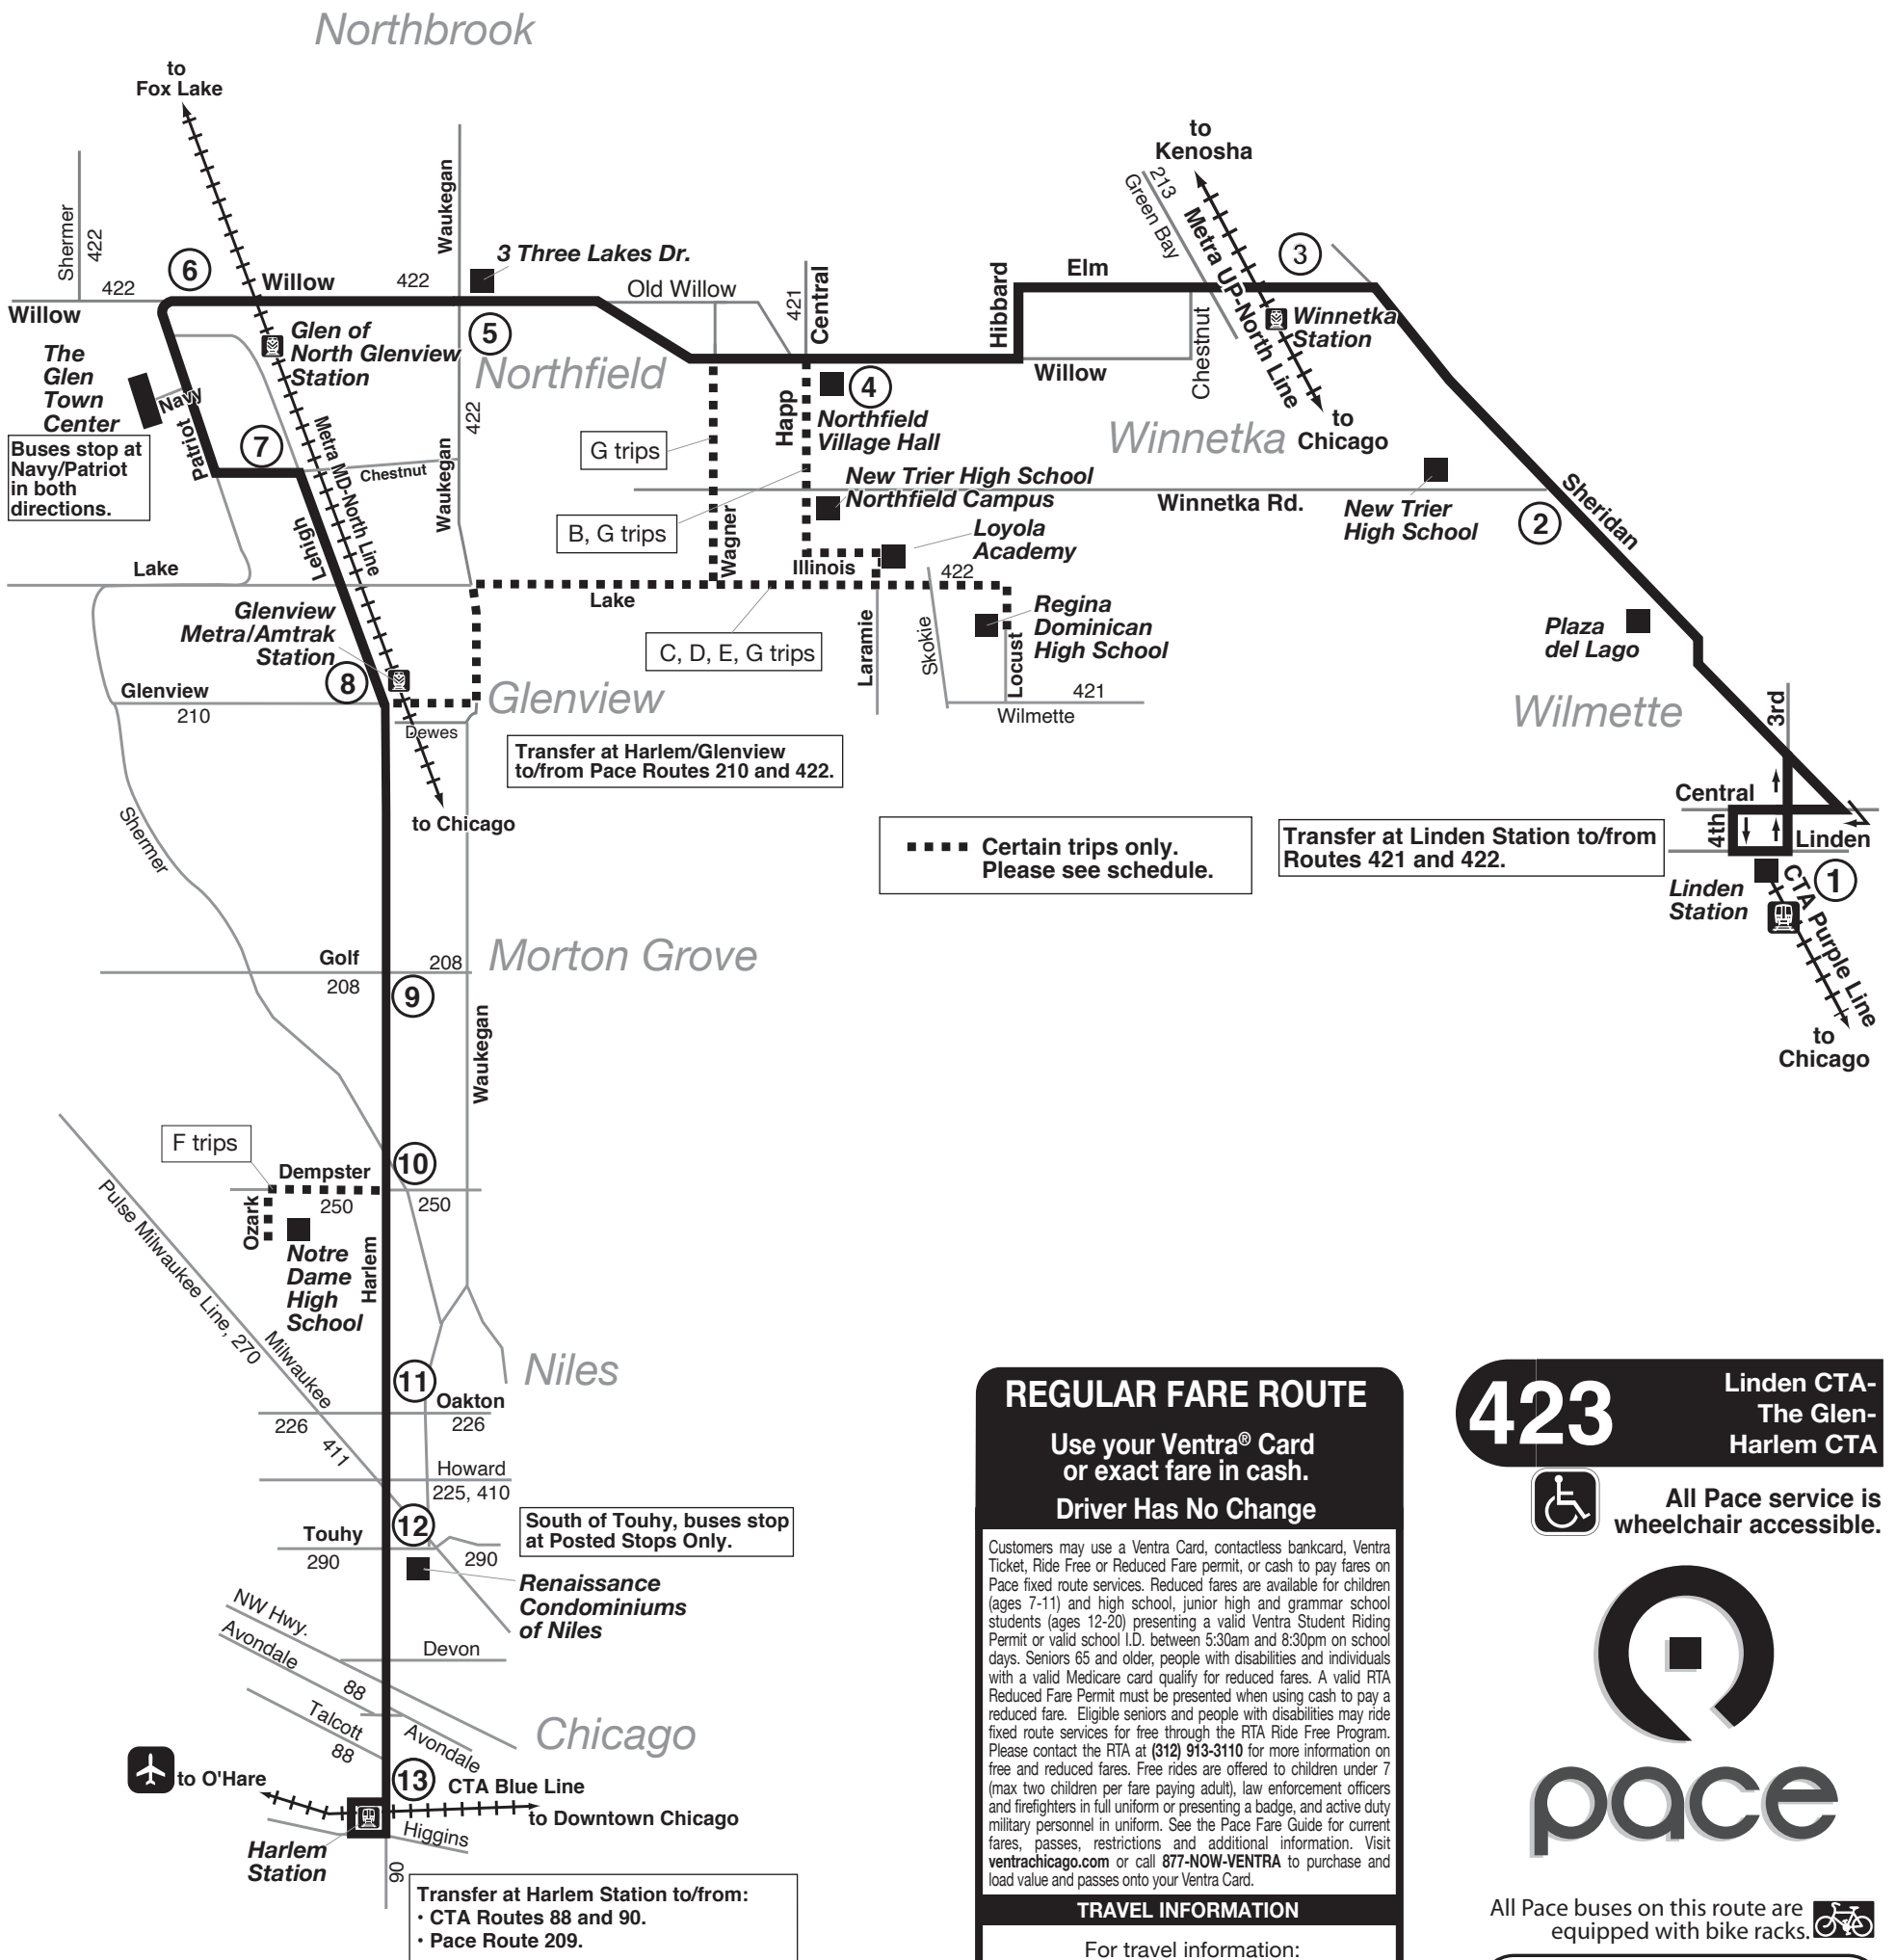 Northbrook
to
Fox Lake
to
Kenosha
213
Green Bay
Metra UP-North Line
3
Shermer
422
422
Willow
6
Willow
422
Waukegan
3 Three Lakes Dr.
Old Willow
421
Central
Hibbard
Elm
Chestnut
Winnetka
Station
The
Glen
Town
Center
Navy
Patriot
Buses stop at
Navy/Patriot
in both
directions.
Glen of
North Glenview
Station
5
Northfield
422
Waukegan
7
Chestnut
Metra MD-North Line
Lehigh
G trips
B, G trips
Wagner
Happ
4
Northfield
Village Hall
Willow
Winnetka
to
Chicago
New Trier High School
Northfield Campus
Winnetka Rd.
New Trier
High School
2
Sheridan
Loyola
Academy
Illinois
422
Lake
Lake
Glenview
Metra/Amtrak
Station
C, D, E, G trips
Laramie
Skokie
Regina
Dominican
High School
Locust
421
Wilmette
Plaza
del Lago
Wilmette
8
Glenview
210
Glenview
Dewes
Transfer at Harlem/Glenview
to/from Pace Routes 210 and 422.
to Chicago
Shermer
Certain trips only.
Please see schedule.
3rd
Central
4th
Linden
Transfer at Linden Station to/from
Routes 421 and 422.
1
Linden
Station
CTA Purple Line
to
Chicago
Golf
208
208
Morton Grove
9
Waukegan
F trips
10
Dempster
250
250
Ozark
Notre
Dame
High
School
Harlem
Pulse Milwaukee Line, 270
Milwaukee
411
Niles
11
Oakton
226
226
Howard
225, 410
12
Touhy
290
290
South of Touhy, buses stop
at Posted Stops Only.
Renaissance
Condominiums
of Niles
NW Hwy.
Avondale
88
Devon
Talcott
88
Avondale
Chicago
13
to O'Hare
CTA Blue Line
to Downtown Chicago
Higgins
Harlem
Station
90
Transfer at Harlem Station to/from:
• CTA Routes 88 and 90.
• Pace Route 209.
REGULAR FARE ROUTE
Use your Ventra® Card
or exact fare in cash.
Driver Has No Change
Customers may use a Ventra Card, contactless bankcard, Ventra
Ticket, Ride Free or Reduced Fare permit, or cash to pay fares on
Pace fixed route services. Reduced fares are available for children
(ages 7-11) and high school, junior high and grammar school
students (ages 12-20) presenting a valid Ventra Student Riding
Permit or valid school I.D. between 5:30am and 8:30pm on school
days. Seniors 65 and older, people with disabilities and individuals
with a valid Medicare card qualify for reduced fares. A valid RTA
Reduced Fare Permit must be presented when using cash to pay a
reduced fare. Eligible seniors and people with disabilities may ride
fixed route services for free through the RTA Ride Free Program.
Please contact the RTA at (312) 913-3110 for more information on
free and reduced fares. Free rides are offered to children under 7
(max two children per fare paying adult), law enforcement officers
and firefighters in full uniform or presenting a badge, and active duty
military personnel in uniform. See the Pace Fare Guide for current
fares, passes, restrictions and additional information. Visit
ventrachicago.com or call 877-NOW-VENTRA to purchase and
load value and passes onto your Ventra Card.
TRAVEL INFORMATION
For travel information:
423
Linden CTA-
The Glen-
Harlem CTA
All Pace service is
wheelchair accessible.
pace
All Pace buses on this route are
equipped with bike racks.